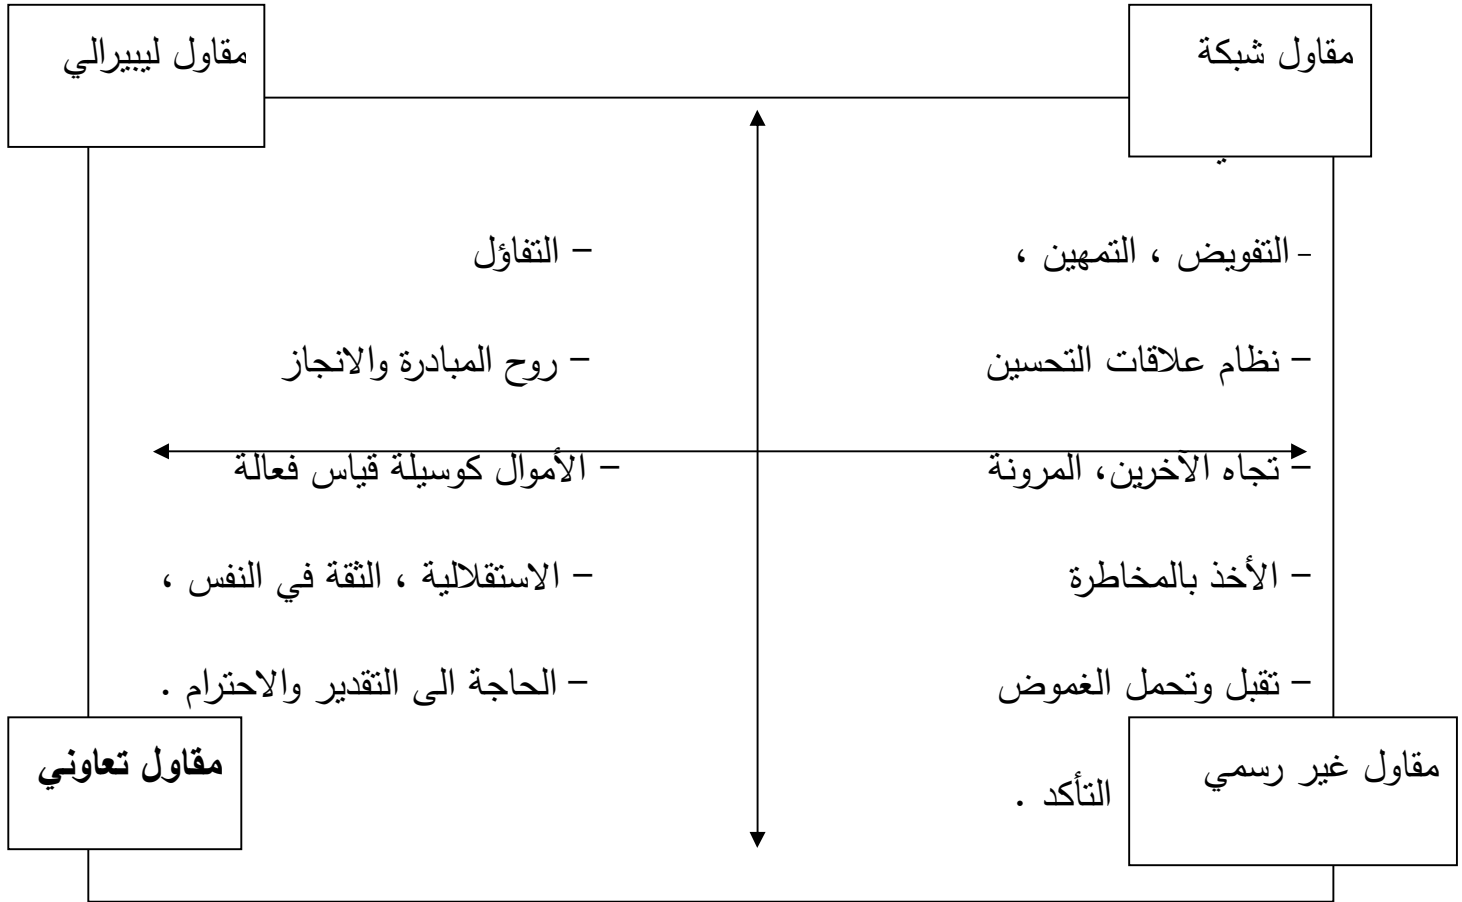 مقاول شبكة
مقاول ليبيرالي
- التفويض ، التمهين ،
– نظام علاقات التحسين
– تجاه الآخرين، المرونة
– الأخذ بالمخاطرة
– تقبل وتحمل الغموض
التأكد .
– التفاؤل
– روح المبادرة والانجاز
– الأموال كوسيلة قياس فعالة
– الاستقلالية ، الثقة في النفس ،
– الحاجة الى التقدير والاحترام .
مقاول غير رسمي
مقاول تعاوني